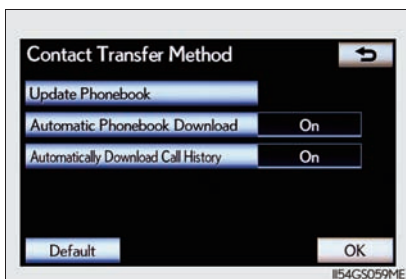 Contact Transfer Method
Update Phonebook
Automatic Phonebook Download On
Automatically Download Call History On
Default OK
II54GS059ME